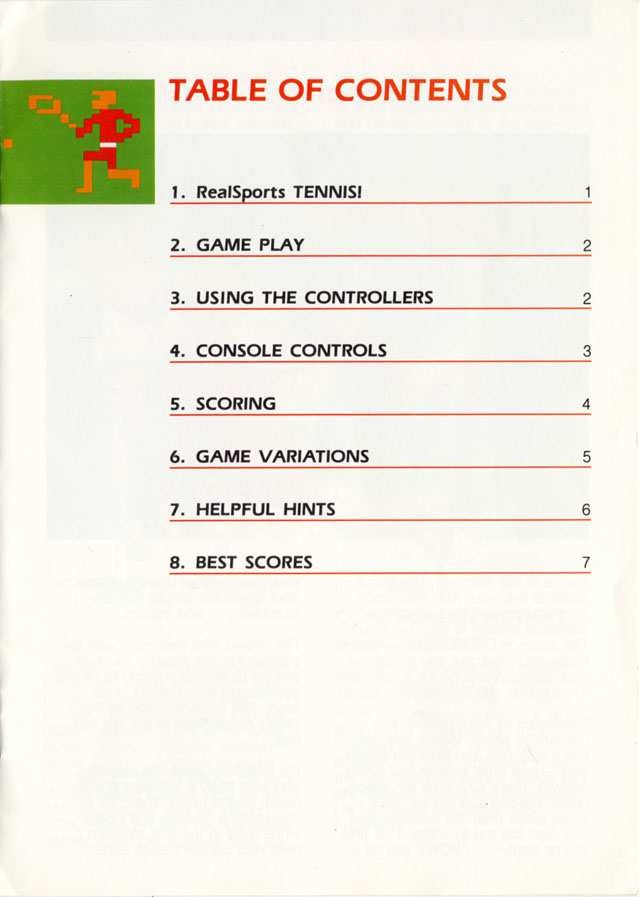 TABLE OF CONTENTS
1. RealSports TENNIS! 1
2. GAME PLAY 2
3. USING THE CONTROLLERS 2
4. CONSOLE CONTROLS 3
5. SCORING 4
6. GAME VARIATIONS 5
7. HELPFUL HINTS 6
8. BEST SCORES 7